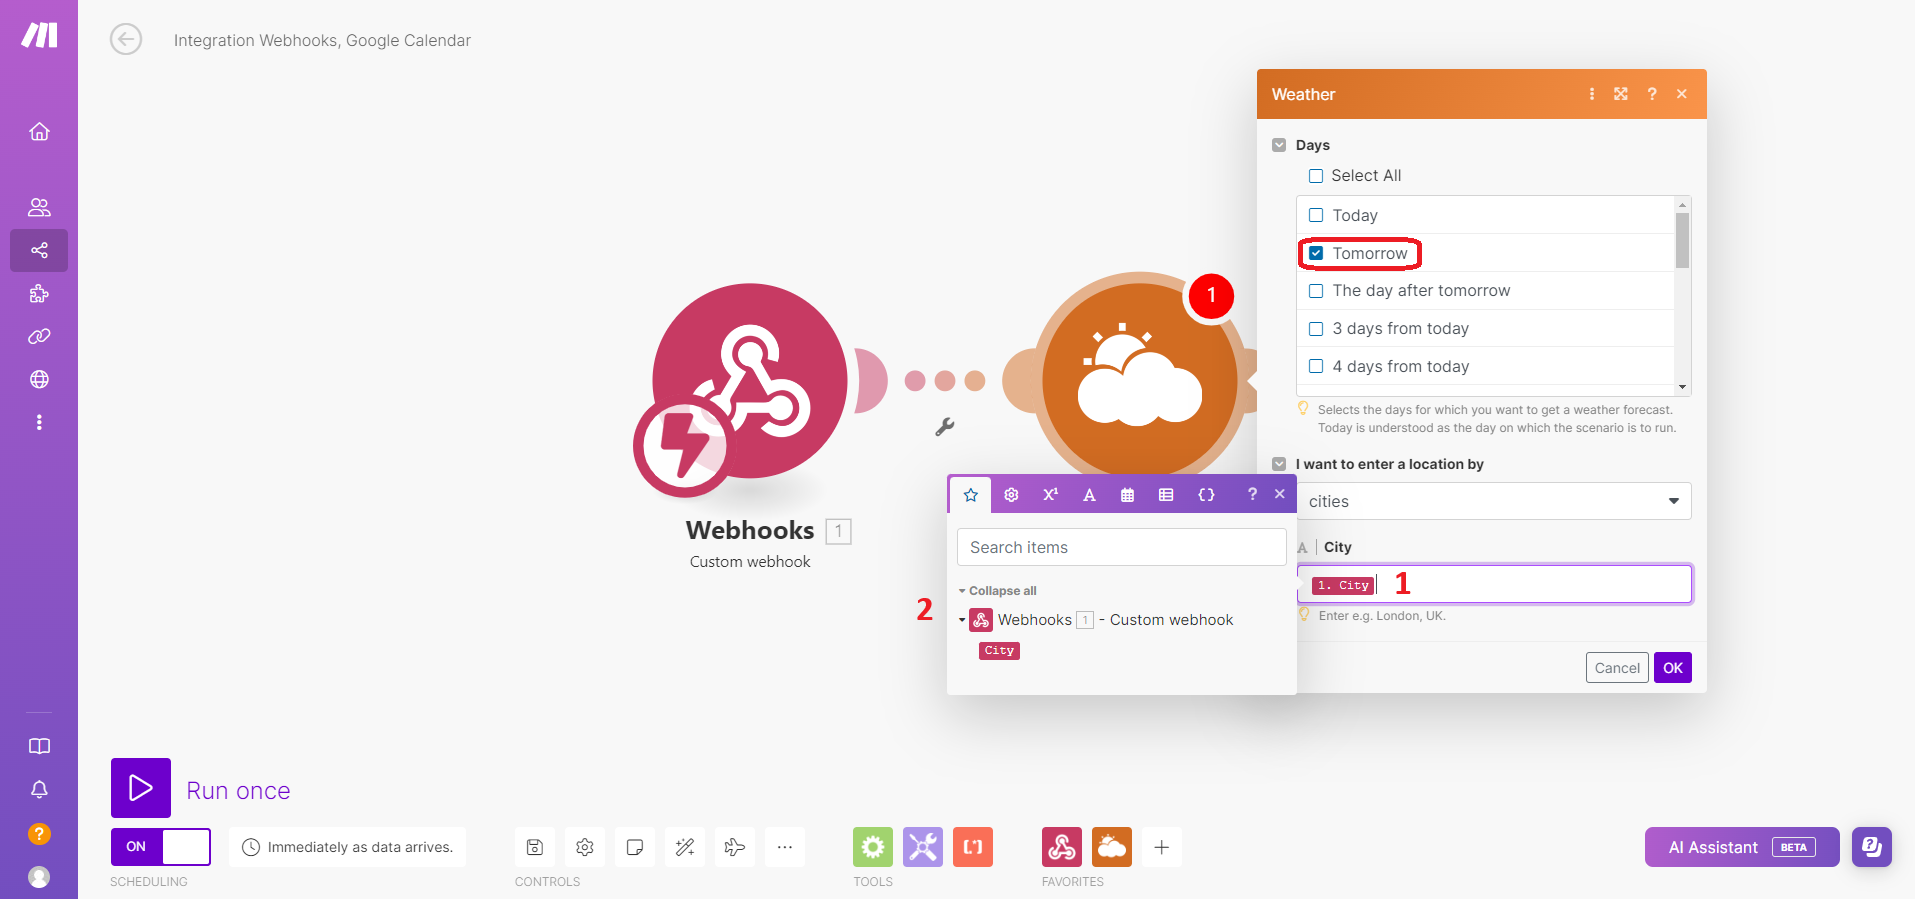 Integration Webhooks, Google Calendar
Weather
?
Days
Select All
Today
Tomorrow
The day after tomorrow
3 days from today
4 days from today
Selects the days for which you want to get a weather forecast.
Today is understood as the day on which the scenario is to run.
I want to enter a location by
cities
A City
1. City 1
Enter e.g. London, UK.
Cancel OK
1
Webhooks 1
Custom webhook
X¹ A {} ?
Search items
Collapse all
2
Webhooks 1 - Custom webhook
City
Run once
ON
Immediately as data arrives.
SCHEDULING
CONTROLS
[*]
TOOLS
FAVORITES
AI Assistant BETA
?
?